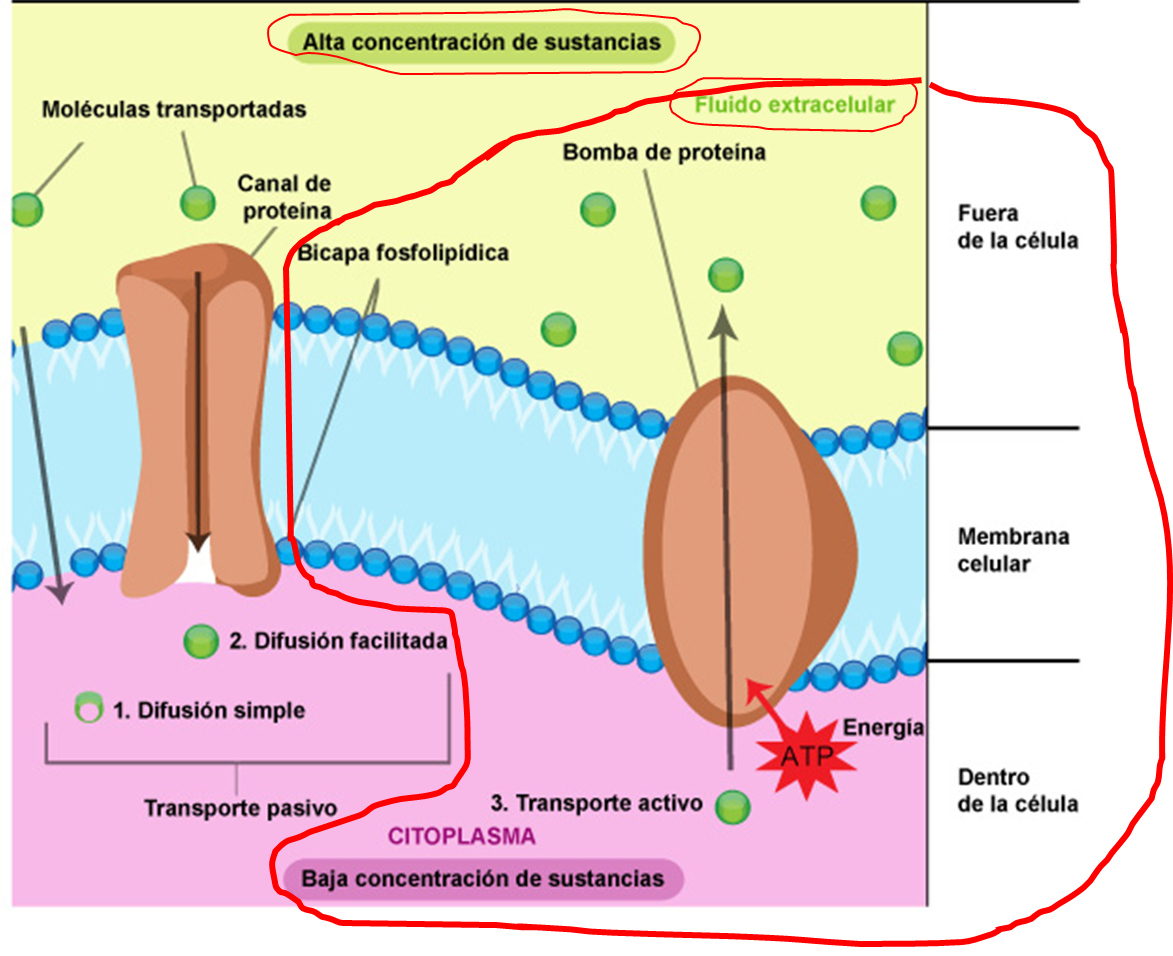 Alta concentración de sustancias
Fluido extracelular
Moléculas transportadas
Bomba de proteína
Canal de
proteína
Bicapa fosfolipídica
Fuera
de la célula
Membrana
celular
2. Difusión facilitada
1. Difusión simple
Energía
ATP
Dentro
de la célula
Transporte pasivo
3. Transporte activo
CITOPLASMA
Baja concentración de sustancias